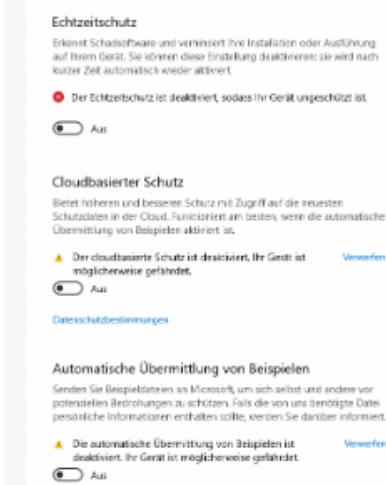 Echtzeitschutz
Erkennt Schadsoftware und verhindert ihre Installation oder Ausführung
auf Ihrem Gerät. Sie können diese Einstellung deaktivieren; sie wird nach
kurzer Zeit automatisch wieder aktiviert.
Der Echtzeitschutz ist deaktiviert, sodass Ihr Gerät ungeschützt ist.
Aus
Cloudbasierter Schutz
Bietet höheren und besseren Schutz mit Zugriff auf die neuesten
Schutzdaten in der Cloud. Funktioniert am besten, wenn die automatische
Übermittlung von Beispielen aktiviert ist.
Der cloudbasierte Schutz ist deaktiviert. Ihr Gerät ist Verwerfen
möglicherweise gefährdet.
Aus
Datenschutzbestimmungen
Automatische Übermittlung von Beispielen
Senden Sie Beispieldateien an Microsoft, um sich selbst und andere vor
potenziellen Bedrohungen zu schützen. Falls die von uns benötigte Datei
persönliche Informationen enthalten sollte, werden Sie darüber informiert.
Die automatische Übermittlung von Beispielen ist Verwerfen
deaktiviert. Ihr Gerät ist möglicherweise gefährdet.
Aus